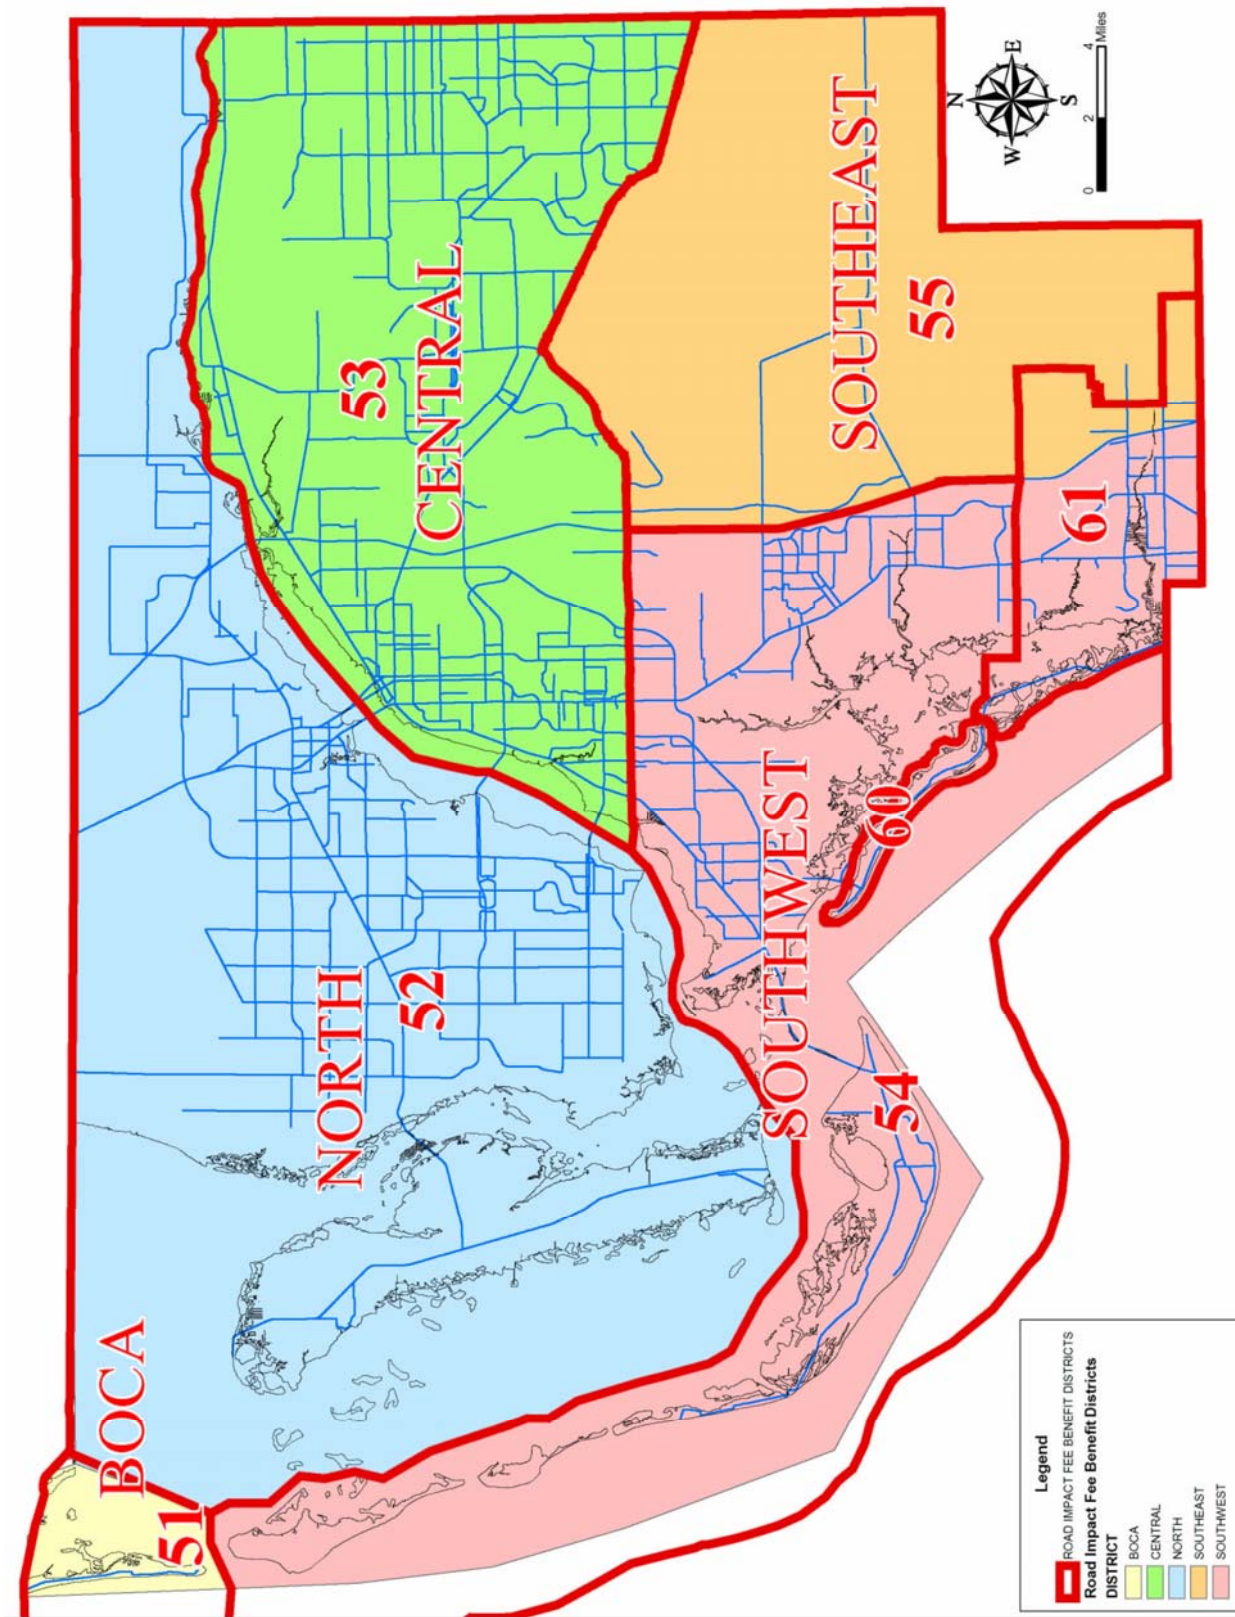 BOCA
51
NORTH
52
53
CENTRAL
SOUTHEAST
55
SOUTHWEST
54
60
61
N
E
S
W
0 2 4 Miles
Legend
ROAD IMPACT FEE BENEFIT DISTRICTS
Road Impact Fee Benefit Districts
DISTRICT
BOCA
CENTRAL
NORTH
SOUTHEAST
SOUTHWEST